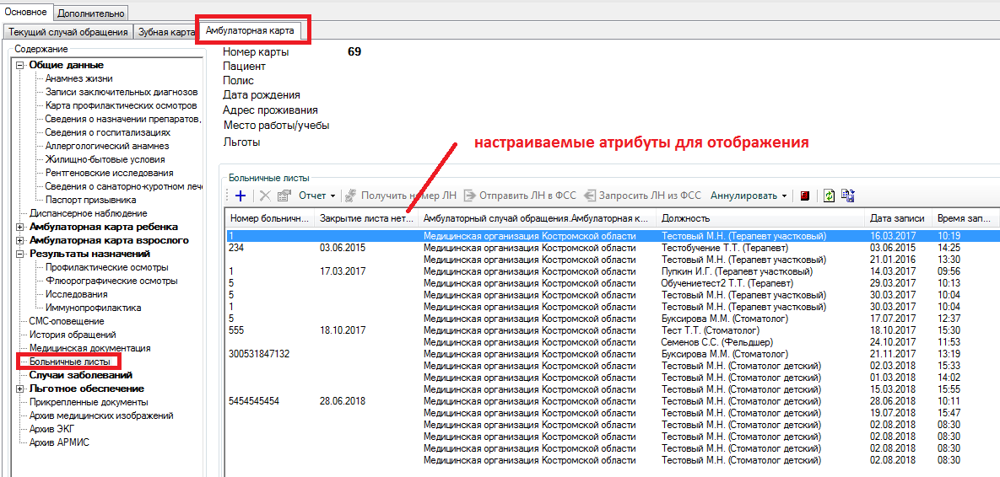 Основное Дополнительно
Текущий случай обращения Зубная карта Амбулаторная карта
Содержание
Общие данные
Анамнез жизни
Записи заключительных диагнозов
Карта профилактических осмотров
Сведения о назначении препаратов,
Сведения о госпитализациях
Аллергологический анамнез
Жилищно-бытовые условия
Рентгеновские исследования
Сведения о санаторно-куротном лече
Паспорт призывника
Диспансерное наблюдение
Амбулаторная карта ребенка
Амбулаторная карта взрослого
Результаты назначений
Профилактические осмотры
Флюорографические осмотры
Исследования
Иммунопрофилактика
СМС-оповещение
История обращений
Медицинская документация
Больничные листы
Случаи заболеваний
Льготное обеспечение
Прикрепленные документы
Архив медицинских изображений
Архив ЭКГ
Архив АРМИС
Номер карты 69
Пациент
Полис
Дата рождения
Адрес проживания
Место работы/учебы
Льготы
настраиваемые атрибуты для отображения
Больничные листы
Отчет Получить номер ЛН Отправить ЛН в ФСС Запросить ЛН из ФСС Аннулировать
Номер больничн... Закрытие листа нет... Амбулаторный случай обращения.Амбулаторная к... Должность Дата записи Время зап...
1 Медицинская организация Костромской области Тестовый М.Н. (Терапевт участковый) 16.03.2017 10:19
234 03.06.2015 Медицинская организация Костромской области Тестобучение Т.Т. (Терапевт) 03.06.2015 14:25
Медицинская организация Костромской области Тестовый М.Н. (Терапевт участковый) 21.01.2016 13:30
1 17.03.2017 Медицинская организация Костромской области Пупкин И.Г. (Терапевт участковый) 14.03.2017 09:56
5 Медицинская организация Костромской области Обучениетест2 Т.Т. (Терапевт) 29.03.2017 10:13
5 Медицинская организация Костромской области Тестовый М.Н. (Терапевт участковый) 30.03.2017 10:04
1 Медицинская организация Костромской области Тестовый М.Н. (Терапевт участковый) 30.03.2017 10:04
5 Медицинская организация Костромской области Буксирова М.М. (Стоматолог) 17.07.2017 12:37
555 18.10.2017 Медицинская организация Костромской области Тест Т.Т. (Стоматолог) 18.10.2017 15:30
Медицинская организация Костромской области Семенов С.С. (Фельдшер) 24.10.2017 11:53
300531847132 Медицинская организация Костромской области Буксирова М.М. (Стоматолог) 21.11.2017 13:19
Медицинская организация Костромской области Тестовый М.Н. (Стоматолог детский) 02.03.2018 15:33
Медицинская организация Костромской области Тестовый М.Н. (Стоматолог детский) 01.03.2018 14:02
Медицинская организация Костромской области Тестовый М.Н. (Стоматолог детский) 15.03.2018 15:55
5454545454 28.06.2018 Медицинская организация Костромской области Тестовый М.Н. (Стоматолог детский) 28.06.2018 10:11
Медицинская организация Костромской области Тестовый М.Н. (Стоматолог детский) 19.07.2018 15:47
Медицинская организация Костромской области Тестовый М.Н. (Стоматолог детский) 02.08.2018 08:30
Медицинская организация Костромской области Тестовый М.Н. (Стоматолог детский) 02.08.2018 08:30
Медицинская организация Костромской области Тестовый М.Н. (Стоматолог детский) 02.08.2018 08:30
Медицинская организация Костромской области Тестовый М.Н. (Стоматолог детский) 02.08.2018 08:30